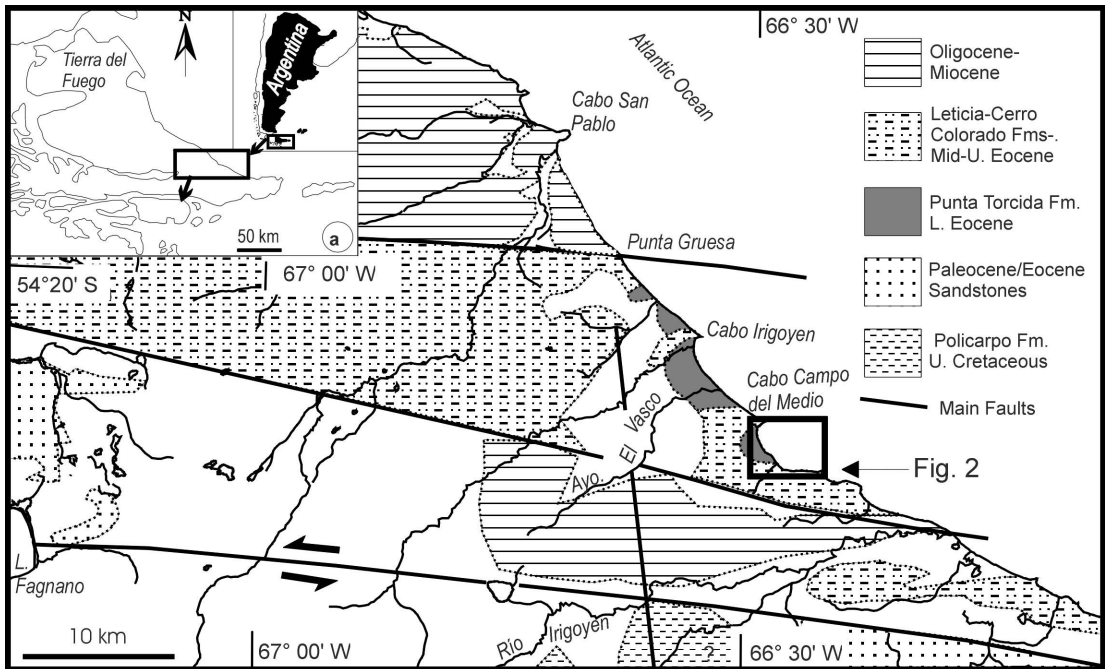 N
Tierra del
Fuego
Argentina
50 km
a
66° 30' W
Atlantic Ocean
Cabo San
Pablo
Punta Gruesa
54°20' S
67° 00' W
Cabo Irigoyen
Cabo Campo
del Medio
Ayo. El Vasco
Fig. 2
L.
Fagnano
10 km
67° 00' W
Río Irigoyen
?
66° 30' W
Oligocene-
Miocene
Leticia-Cerro
Colorado Fms-.
Mid-U. Eocene
Punta Torcida Fm.
L. Eocene
Paleocene/Eocene
Sandstones
Policarpo Fm.
U. Cretaceous
Main Faults